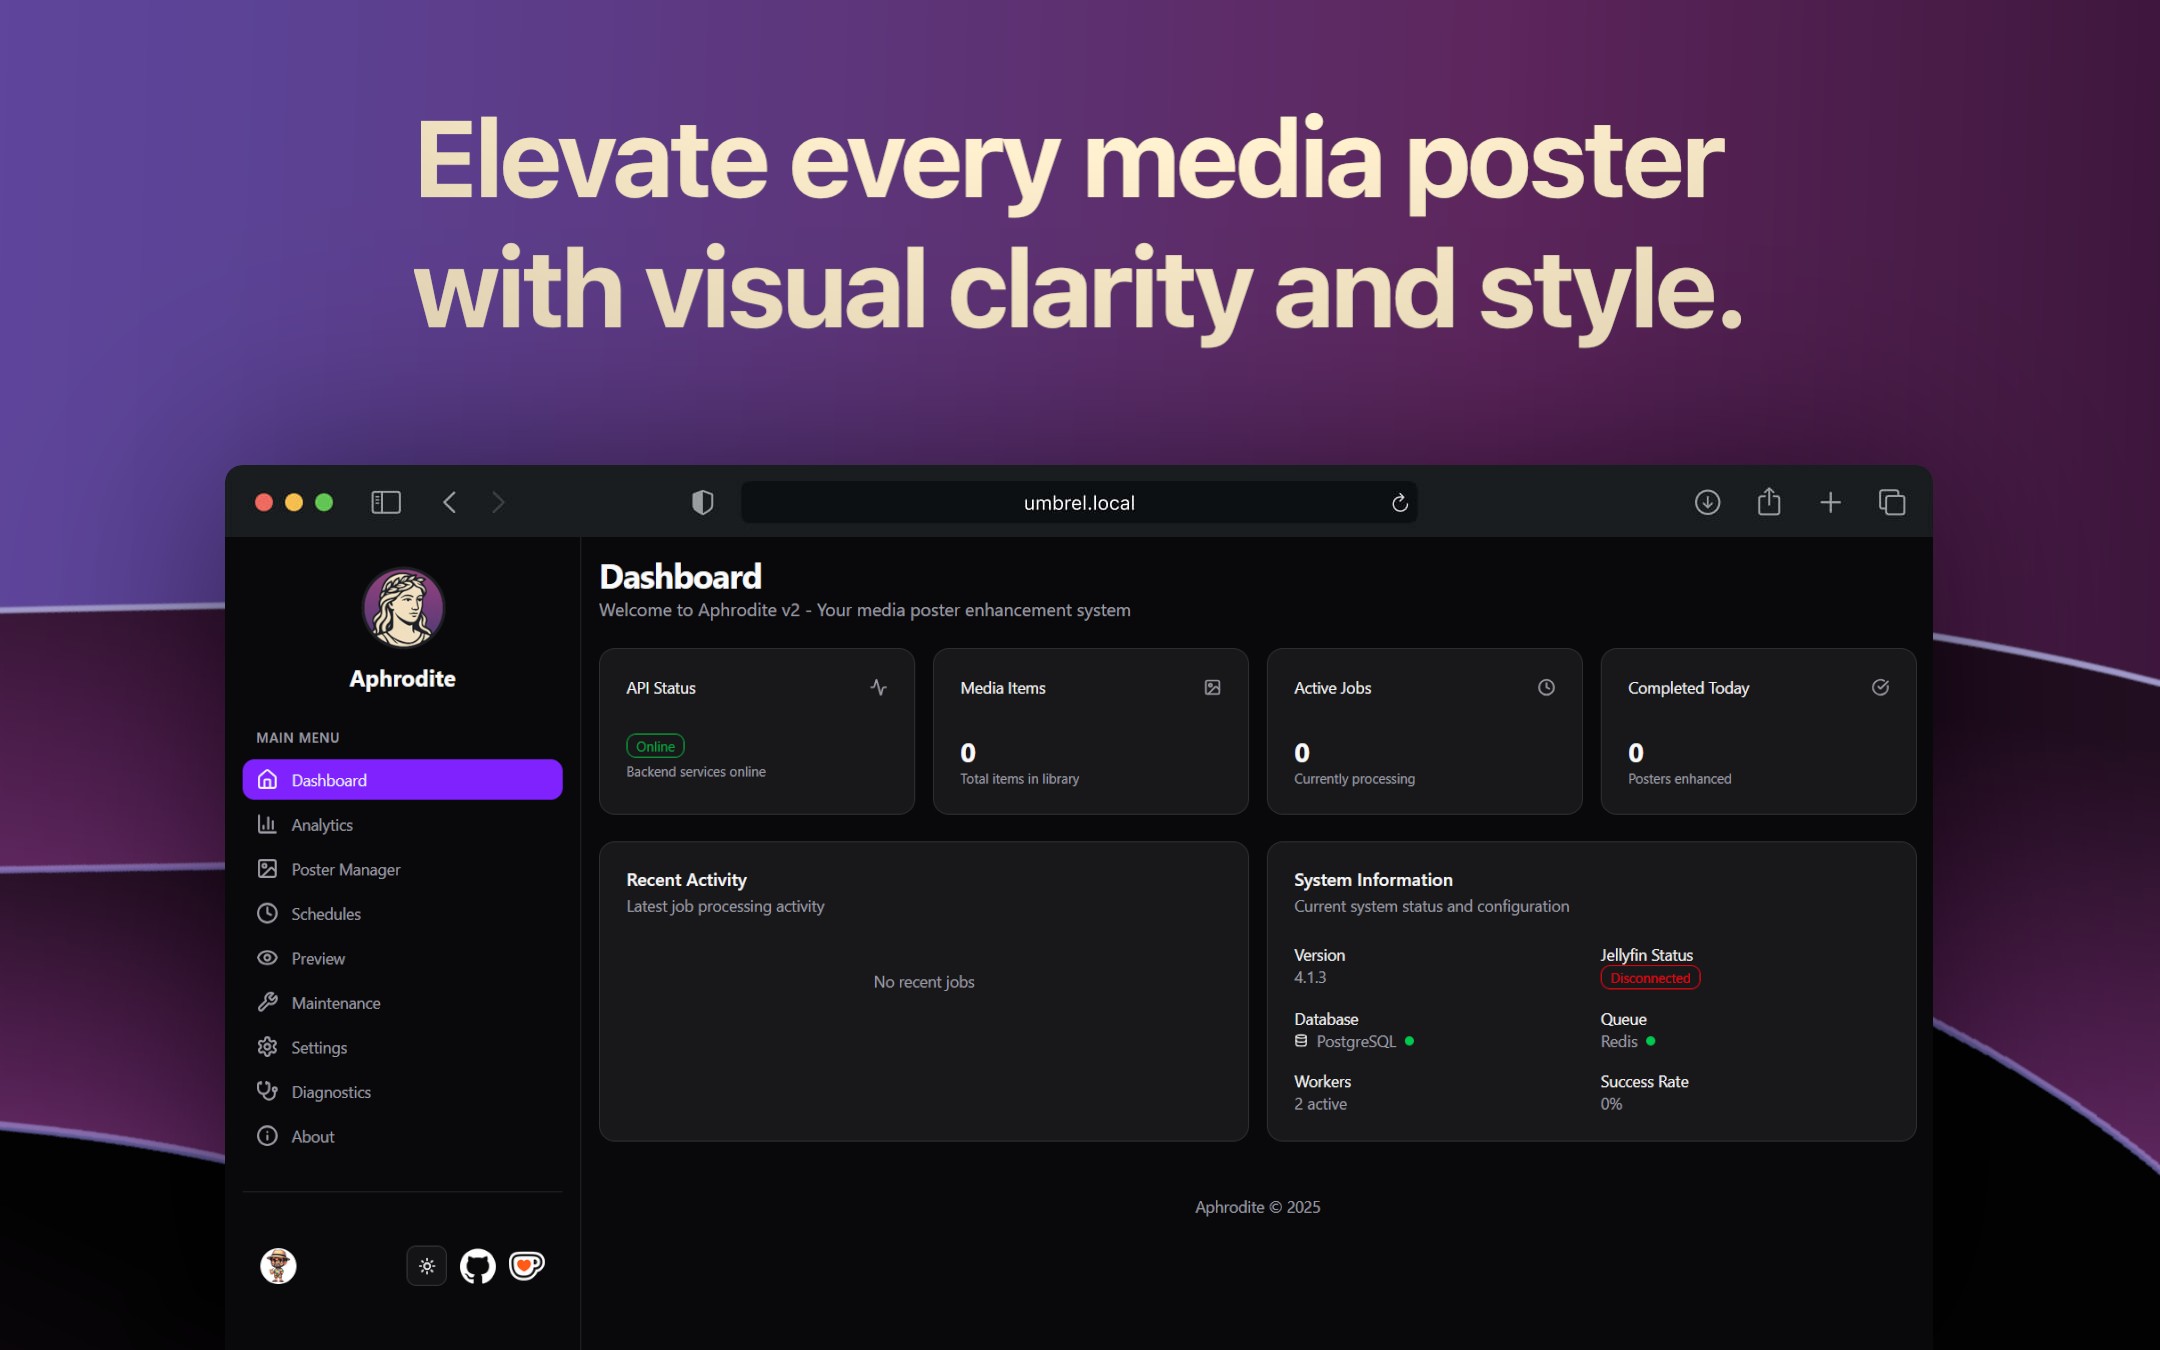 Elevate every media poster
with visual clarity and style.
umbrel.local
Aphrodite
MAIN MENU
Dashboard
Analytics
Poster Manager
Schedules
Preview
Maintenance
Settings
Diagnostics
About
Dashboard
Welcome to Aphrodite v2 - Your media poster enhancement system
API Status
Online
Backend services online
Media Items
0
Total items in library
Active Jobs
0
Currently processing
Completed Today
0
Posters enhanced
Recent Activity
Latest job processing activity
No recent jobs
System Information
Current system status and configuration
Version
4.1.3
Jellyfin Status
Disconnected
Database
PostgreSQL
Queue
Redis
Workers
2 active
Success Rate
0%
Aphrodite © 2025